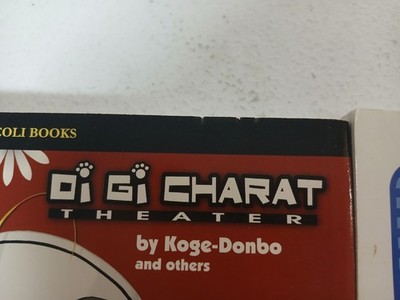 COLI BOOKS
Di Gi CHARAT
THEATER
by Koge-Donbo
and others